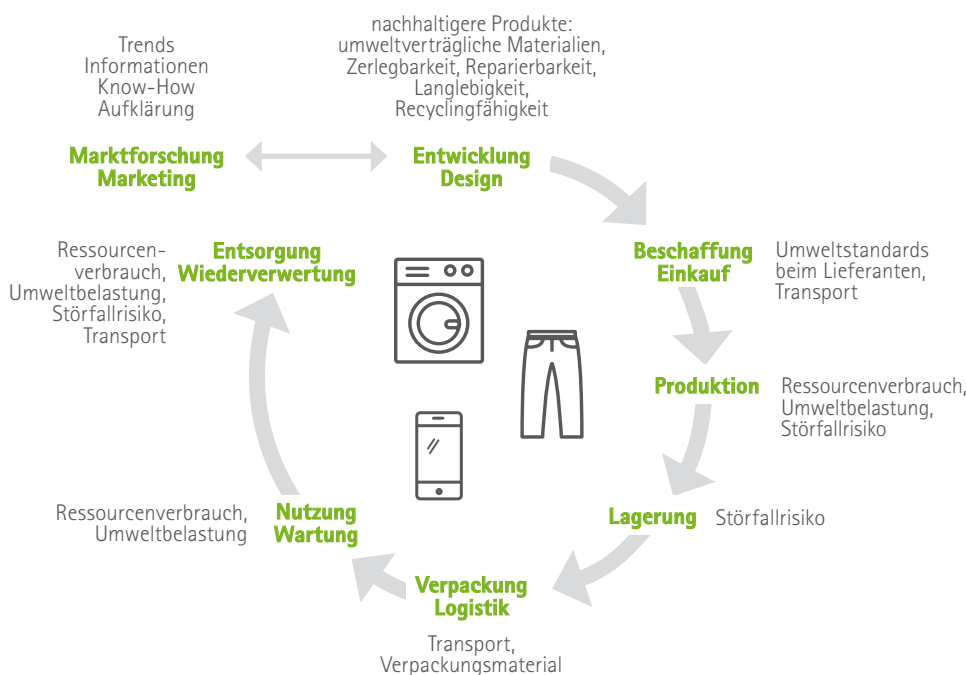 Trends
Informationen
Know-How
Aufklärung
Marktforschung
Marketing
nachhaltigere Produkte:
umweltverträgliche Materialien,
Zerlegbarkeit, Reparierbarkeit,
Langlebigkeit,
Recyclingfähigkeit
Entwicklung
Design
Beschaffung
Einkauf
Umweltstandards
beim Lieferanten,
Transport
Produktion
Ressourcenverbrauch,
Umweltbelastung,
Störfallrisiko
Lagerung
Störfallrisiko
Verpackung
Logistik
Transport,
Verpackungsmaterial
Nutzung
Wartung
Ressourcenverbrauch,
Umweltbelastung
Entsorgung
Wiederverwertung
Ressourcen-
verbrauch,
Umweltbelastung,
Störfallrisiko,
Transport